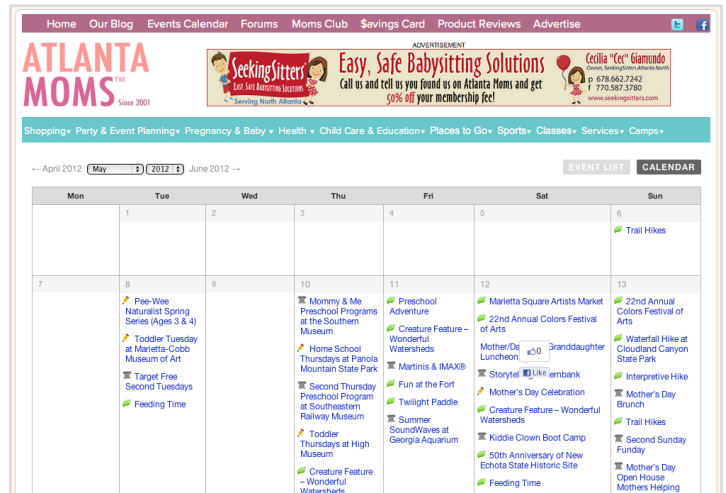 Home Our Blog Events Calendar Forums Moms Club $avings Card Product Reviews Advertise
ADVERTISEMENT
ATLANTA
MOMS™
Since 2001
SeekingSitters
EASY, SAFE BABYSITTING SOLUTIONS
Serving North Atlanta
Easy, Safe Babysitting Solutions
Call us and tell us you found us on Atlanta Moms and get
50% off your membership fee!
Cecilia
"Cec" Giamundo
Owner, SeekingSitters Atlanta North
p 678.662.7242
f 770.587.3780
www.seekingsitters.com
Shopping▾ Party & Event Planning▾ Pregnancy & Baby ▾ Health ▾ Child Care & Education▾ Places to Go▾ Sports▾ Classes▾ Services▾ Camps▾
← April 2012 May 2012 June 2012 →
EVENT LIST CALENDAR
Mon Tue Wed Thu Fri Sat Sun
1 2 3 4 5 6
Trail Hikes
7
8
Pee-Wee
Naturalist Spring
Series (Ages 3 & 4)
Toddler Tuesday
at Marietta-Cobb
Museum of Art
Target Free
Second Tuesdays
Feeding Time
9
10
Mommy & Me
Preschool Programs
at the Southern
Museum
Home School
Thursdays at Panola
Mountain State Park
Second Thursday
Preschool Program
at Southeastern
Railway Museum
Toddler
Thursdays at High
Museum
Creature Feature
– Wonderful
Watersheds
11
Preschool
Adventure
Creature Feature –
Wonderful
Watersheds
Martinis & IMAX®
Fun at the Fort
Twilight Paddle
Summer
SoundWaves at
Georgia Aquarium
12
Marietta Square Artists Market
22nd Annual Colors Festival
of Arts
Granddaughter
Luncheon
0
Like
Mother's Day Celebration
Creature Feature – Wonderful
Watersheds
Kiddie Clown Boot Camp
50th Anniversary of New
Echota State Historic Site
Feeding Time
13
22nd Annual
Colors Festival of
Arts
Waterfall Hike at
Cloudland Canyon
State Park
Interpretive Hike
Mother's Day
Brunch
Trail Hikes
Second Sunday
Funday
Mother's Day
Open House
Mothers Helping